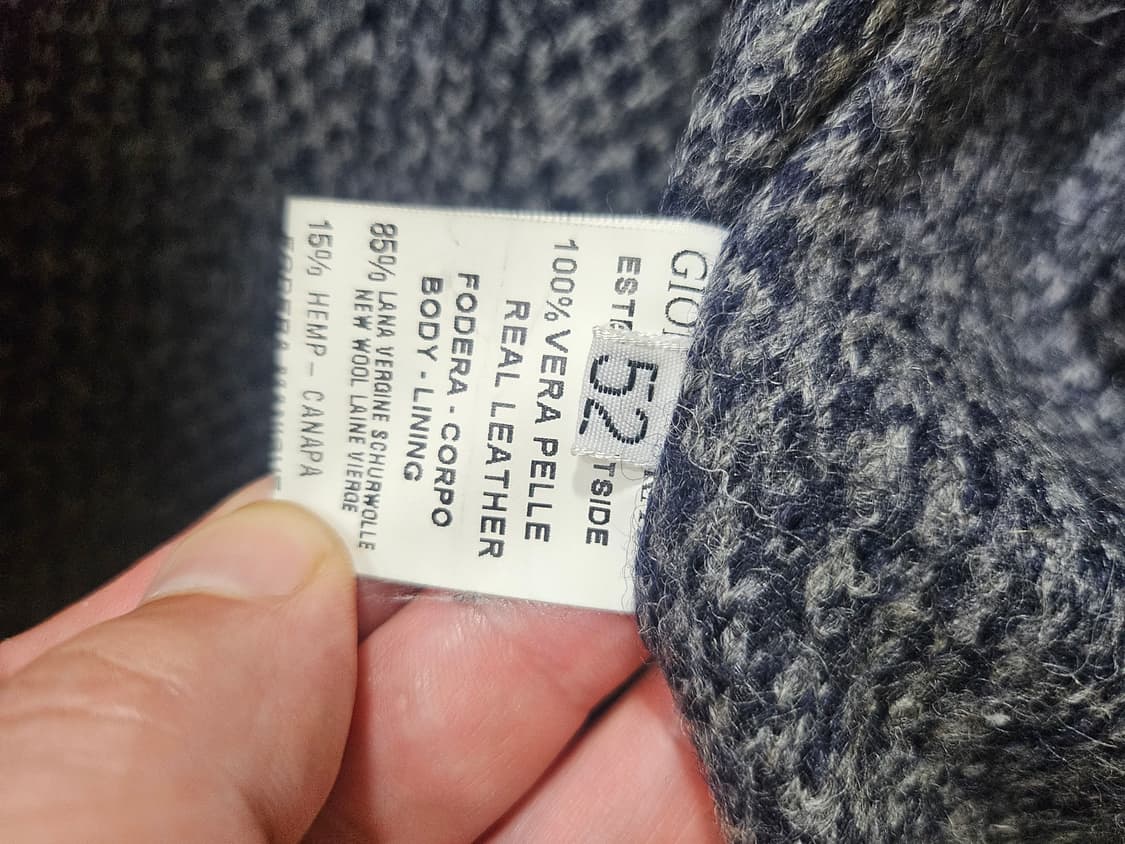 52
100% VERA PELLE
REAL LEATHER
FODERA - CORPO
BODY - LINING
85% LANA VERGINE SCHURWOLLE
NEW WOOL LAINE VIERGE
15% HEMP - CANAPA